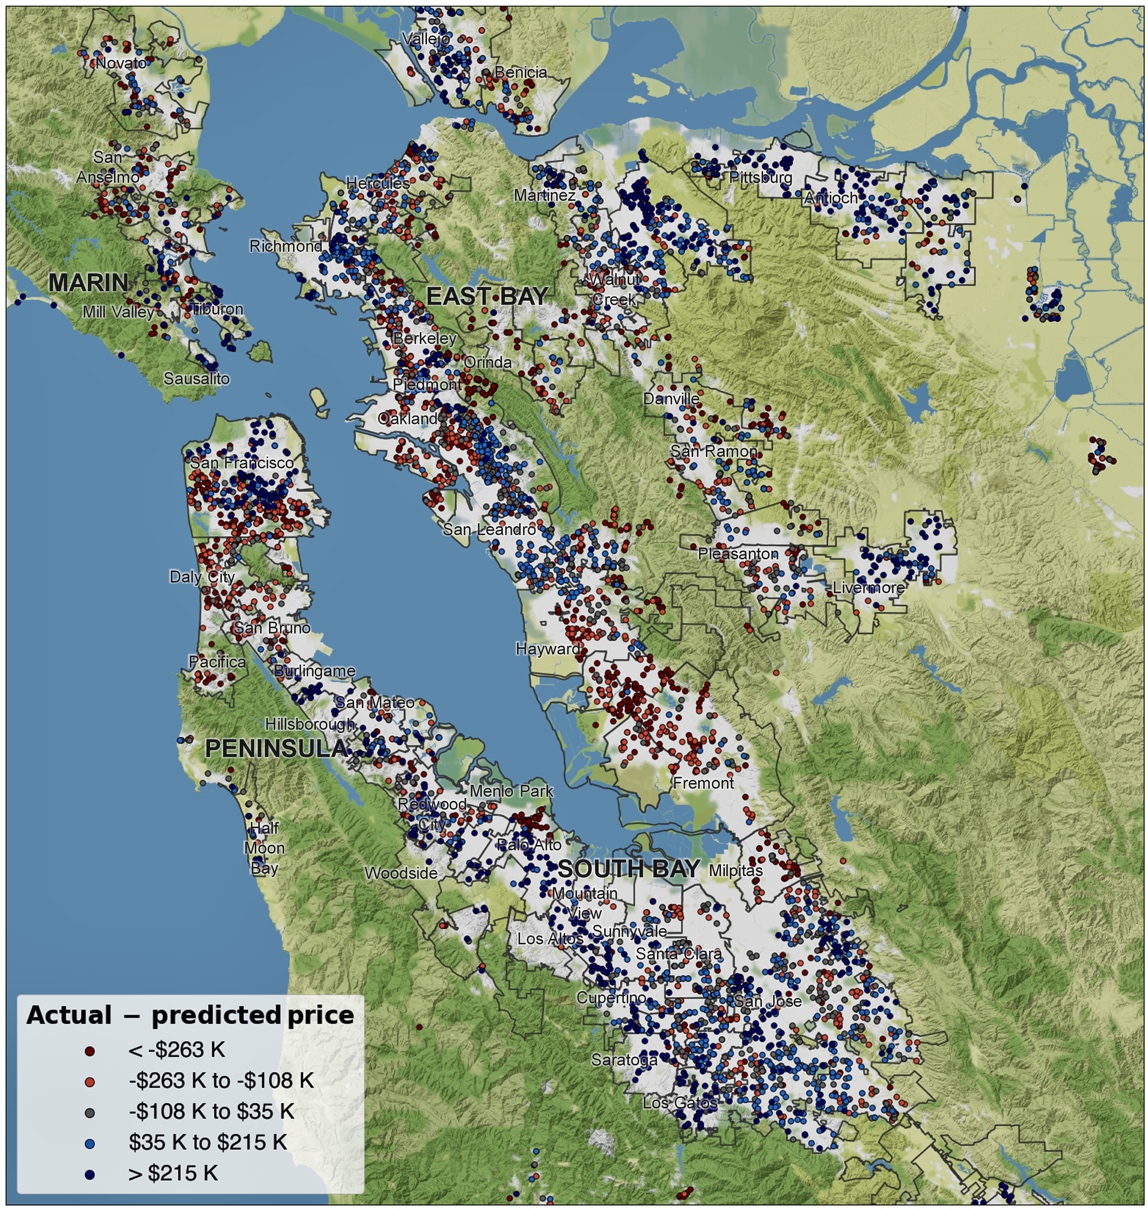 Vallejo
Novato
Benicia
San
Anselmo
Hercules
Martinez
Pittsburg
Antioch
Richmond
MARIN
Walnut
Creek
EAST BAY
Mill Valley
Tiburon
Berkeley
Orinda
Sausalito
Piedmont
Danville
Oakland
San Ramon
San Francisco
San Leandro
Pleasanton
Daly City
Livermore
San Bruno
Hayward
Pacifica
Burlingame
San Mateo
Hillsborough
PENINSULA
Fremont
Menlo Park
Redwood
City
Half
Moon
Bay
Palo Alto
Woodside
SOUTH BAY
Milpitas
Mountain
View
Sunnyvale
Los Altos
Santa Clara
Cupertino
San Jose
Saratoga
Los Gatos
Actual − predicted price
< -$263 K
-$263 K to -$108 K
-$108 K to $35 K
$35 K to $215 K
> $215 K